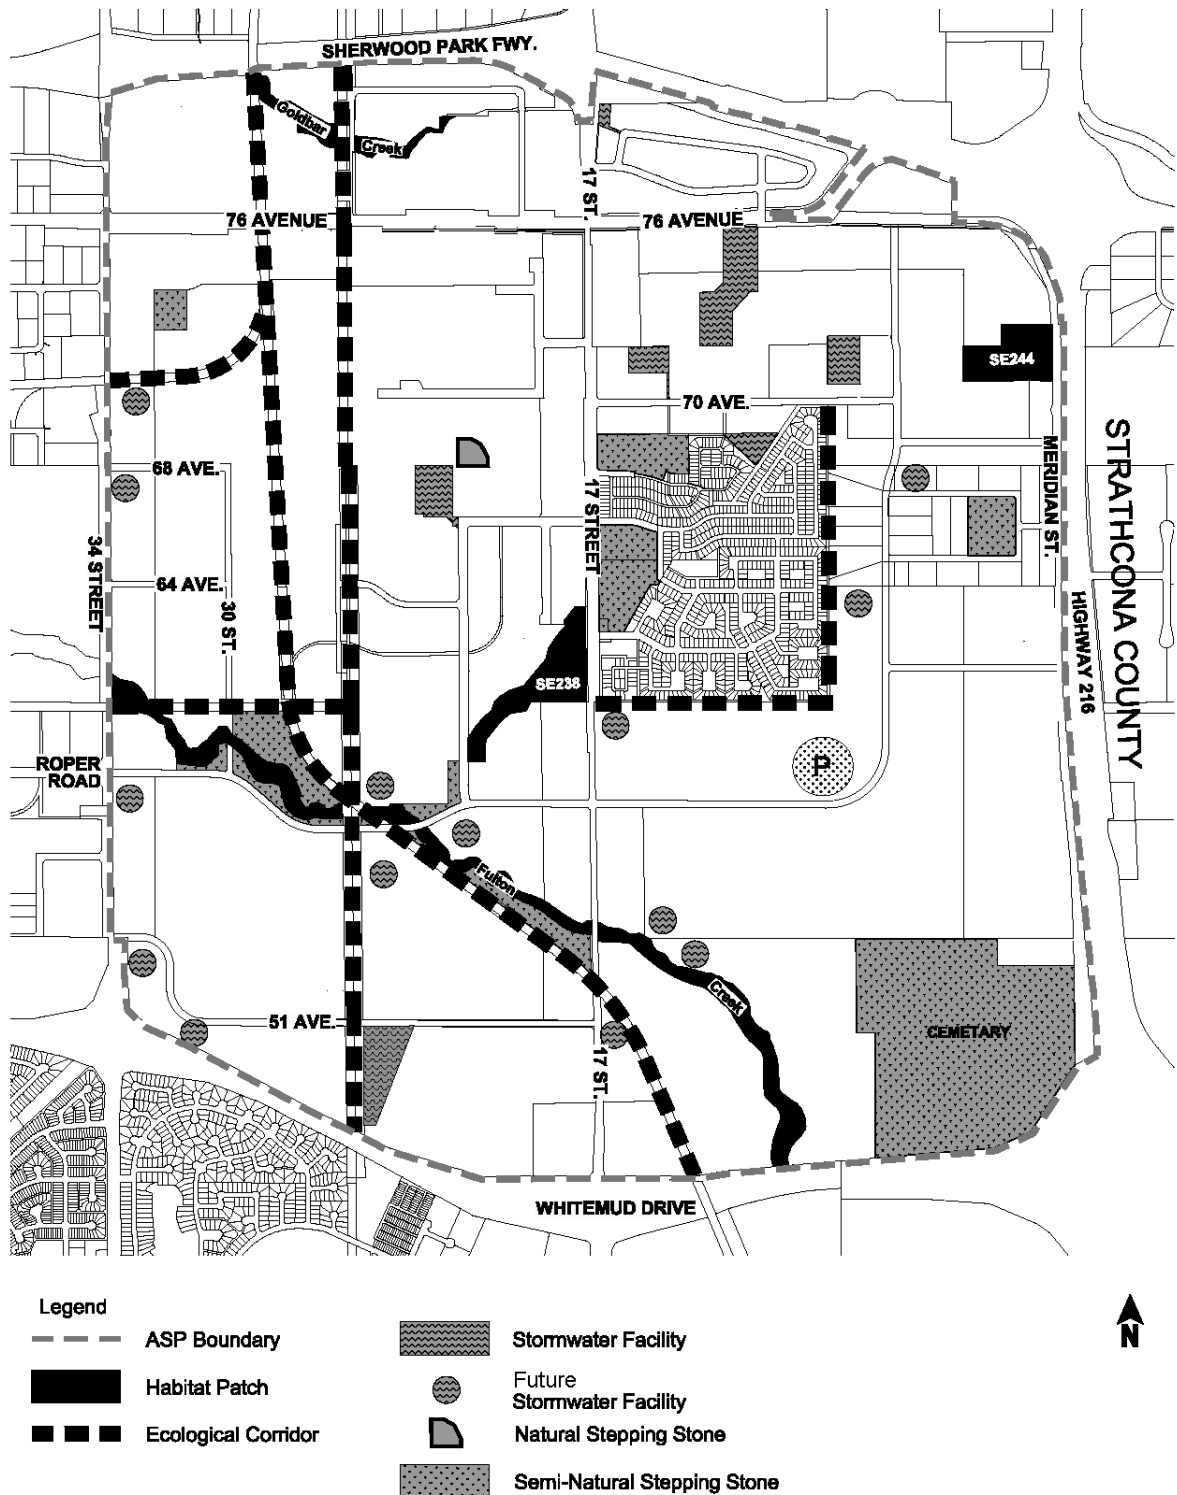 SHERWOOD PARK FWY.
Goldbar
Creek
17 ST.
76 AVENUE
76 AVENUE
SE244
70 AVE.
68 AVE.
17 STREET
MERIDIAN ST.
STRATHCONA COUNTY
34 STREET
64 AVE.
30 ST.
HIGHWAY 216
SE238
ROPER
ROAD
P
Fulton
Creek
51 AVE.
CEMETARY
17 ST.
WHITEMUD DRIVE
Legend
ASP Boundary
Habitat Patch
Ecological Corridor
Stormwater Facility
Future
Stormwater Facility
Natural Stepping Stone
Semi-Natural Stepping Stone
N